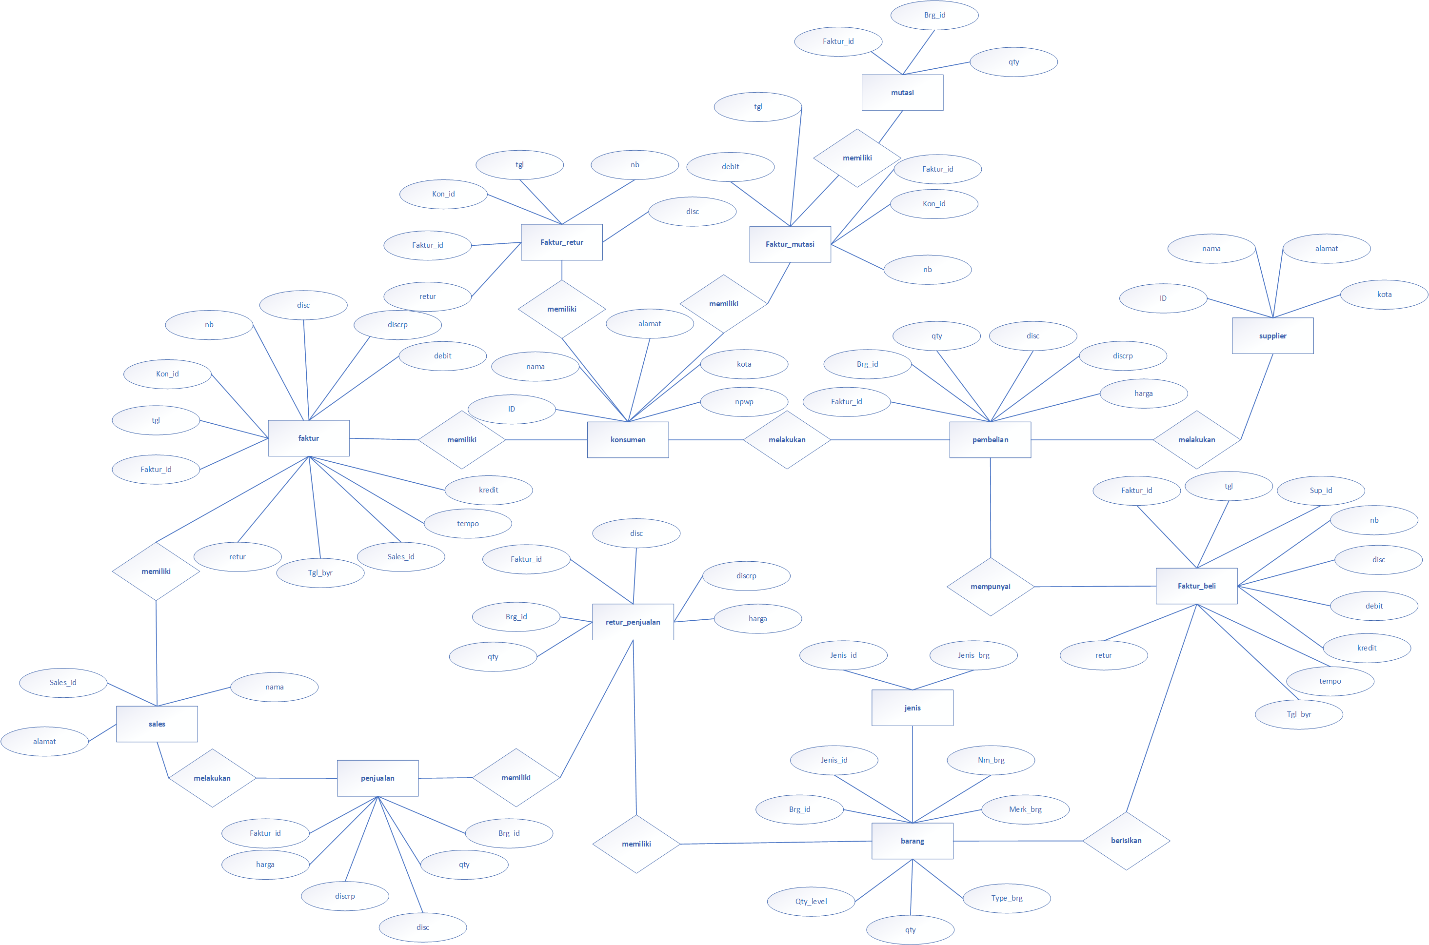 Brg_id
Faktur_id
qty
mutasi
tgl
memiliki
debit
Faktur_id
Kon_id
Faktur_mutasi
nb
tgl
nb
Kon_id
disc
Faktur_retur
Faktur_id
retur
memiliki
memiliki
nama
alamat
ID
kota
supplier
disc
nb
discrp
debit
Kon_id
tgl
Faktur_id
faktur
memiliki
alamat
nama
kota
ID
npwp
konsumen
melakukan
qty
disc
Brg_id
discrp
Faktur_id
harga
pembelian
melakukan
kredit
tempo
Sales_id
retur
Tgl_byr
memiliki
Faktur_id
tgl
Sup_id
nb
disc
Faktur_beli
debit
kredit
retur
tempo
Tgl_byr
mempunyai
disc
Faktur_id
discrp
Brg_id
retur_penjualan
harga
qty
Jenis_id
Jenis_brg
jenis
Sales_id
nama
sales
alamat
melakukan
penjualan
memiliki
Faktur_id
Brg_id
harga
qty
discrp
disc
Jenis_id
Nm_brg
Brg_id
Merk_brg
memiliki
barang
berisikan
Qty_level
Type_brg
qty